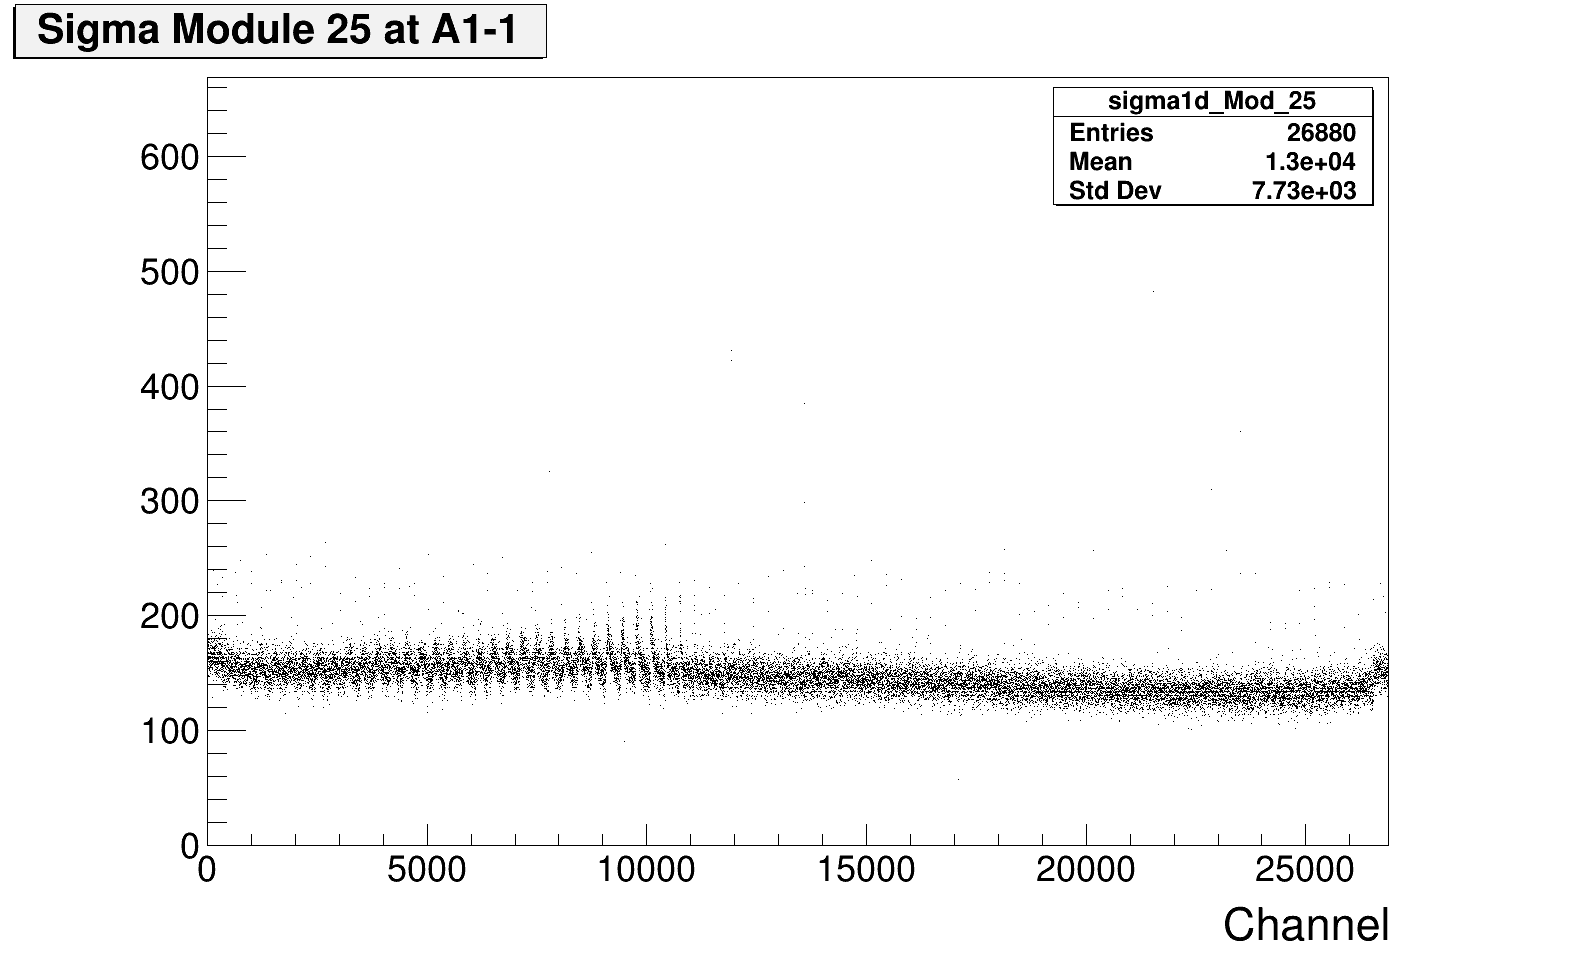 Sigma Module 25 at A1-1
sigma1d_Mod_25
Entries 26880
Mean 1.3e+04
Std Dev 7.73e+03
600
500
400
300
200
100
0
0 5000 10000 15000 20000 25000
Channel